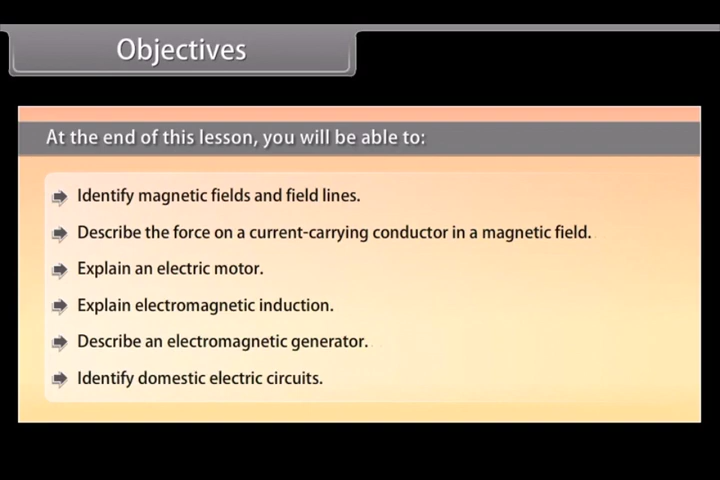 Objectives
At the end of this lesson, you will be able to:
Identify magnetic fields and field lines.
Describe the force on a current-carrying conductor in a magnetic field.
Explain an electric motor.
Explain electromagnetic induction.
Describe an electromagnetic generator.
Identify domestic electric circuits.